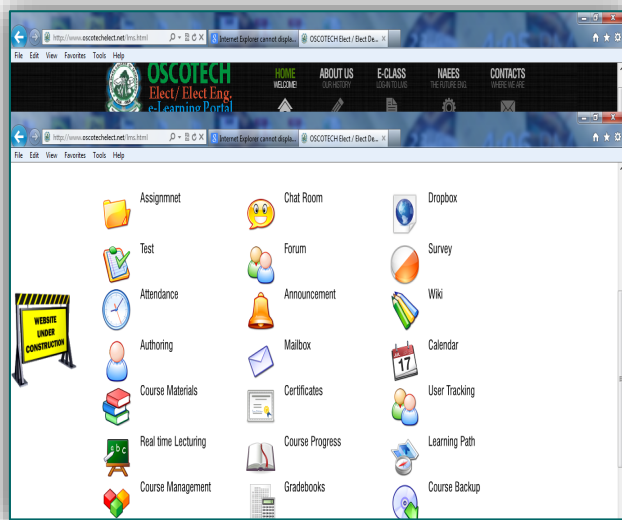 http://www.oscotechelect.net/lms.html
Internet Explorer cannot displa...
OSCOTECH Elect / Elect De...
File Edit View Favorites Tools Help
OSCOTECH
Elect/ Elect Eng.
e-Learning Portal
HOME ABOUT US E-CLASS NAEES CONTACTS
WELCOME! OUR HISTORY LOG-IN TO LMS THE FUTURE ENG. WHERE WE ARE
http://www.oscotechelect.net/lms.html
Internet Explorer cannot displa...
OSCOTECH Elect / Elect De...
File Edit View Favorites Tools Help
Assignmnet Chat Room Dropbox
Test Forum Survey
Attendance Announcement Wiki
WEBSITE
UNDER
CONSTRUCTION
Authoring Mailbox Calendar
17
Course Materials Certificates User Tracking
abc
Real time Lecturing Course Progress Learning Path
Course Management Gradebooks Course Backup